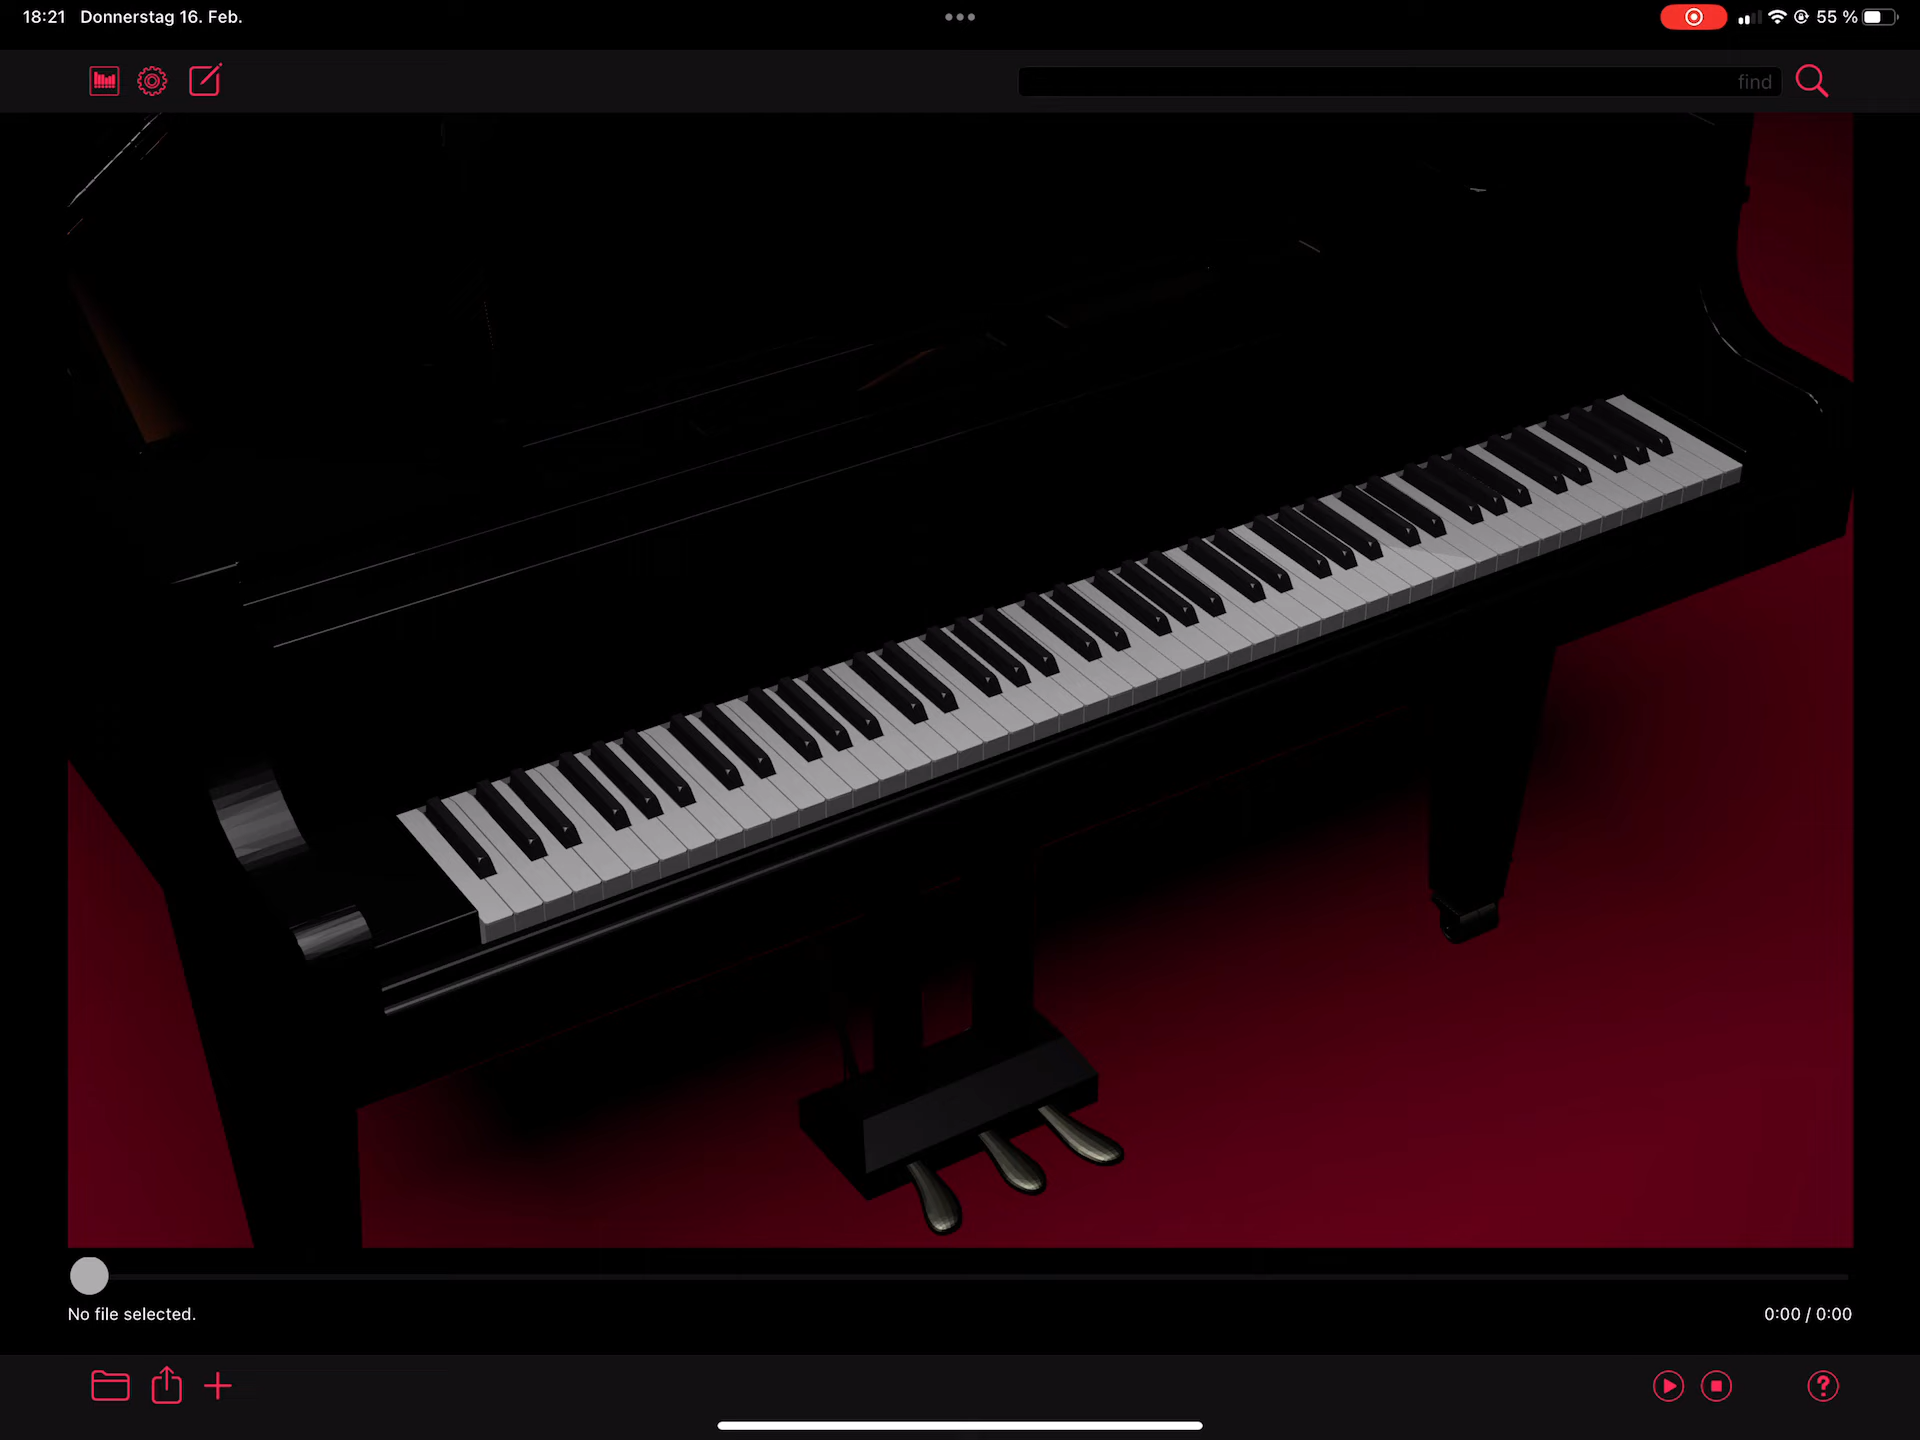 18:21 Donnerstag 16. Feb.
55 %
find
No file selected.
0:00 / 0:00
?